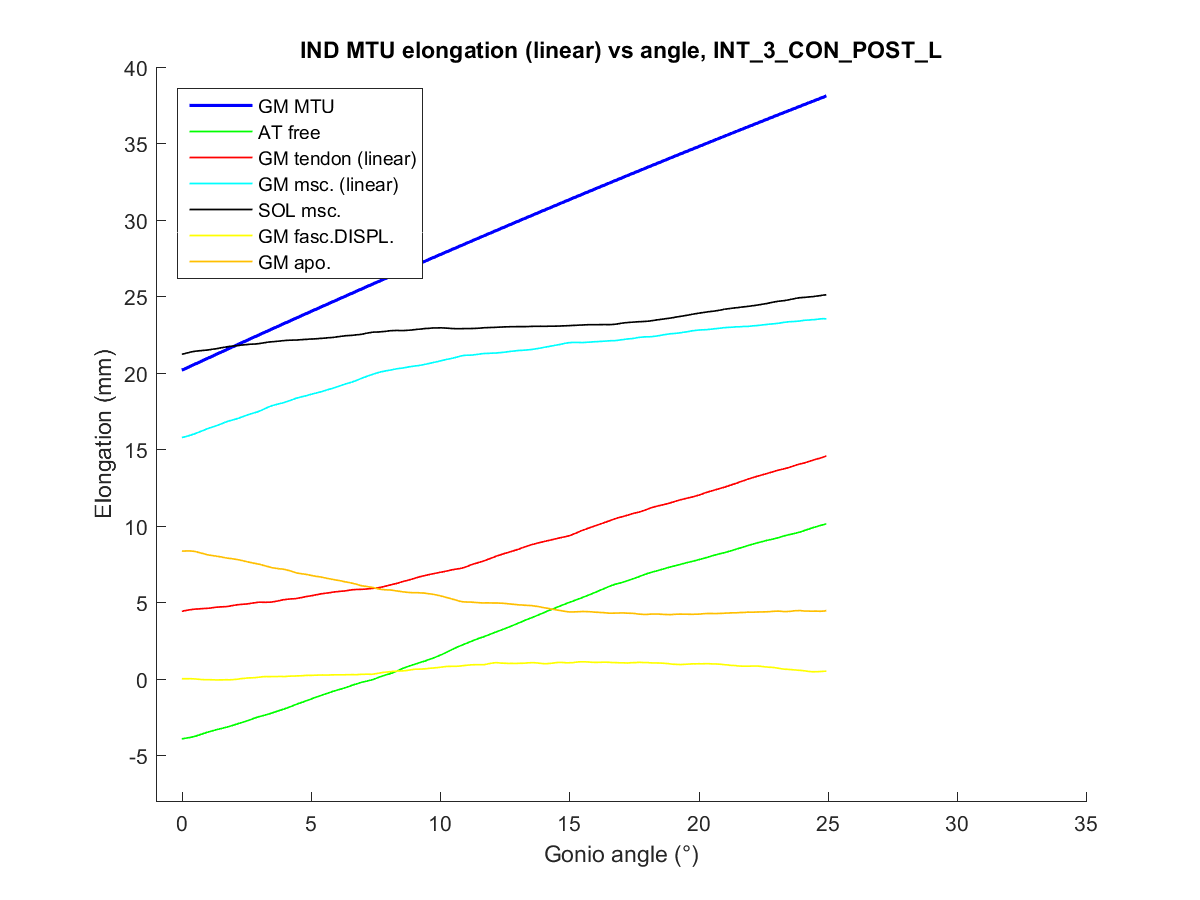 IND MTU elongation (linear) vs angle, INT_3_CON_POST_L
40
35
30
25
20
15
10
5
0
-5
Elongation (mm)
GM MTU
AT free
GM tendon (linear)
GM msc. (linear)
SOL msc.
GM fasc.DISPL.
GM apo.
0 5 10 15 20 25 30 35
Gonio angle (°)